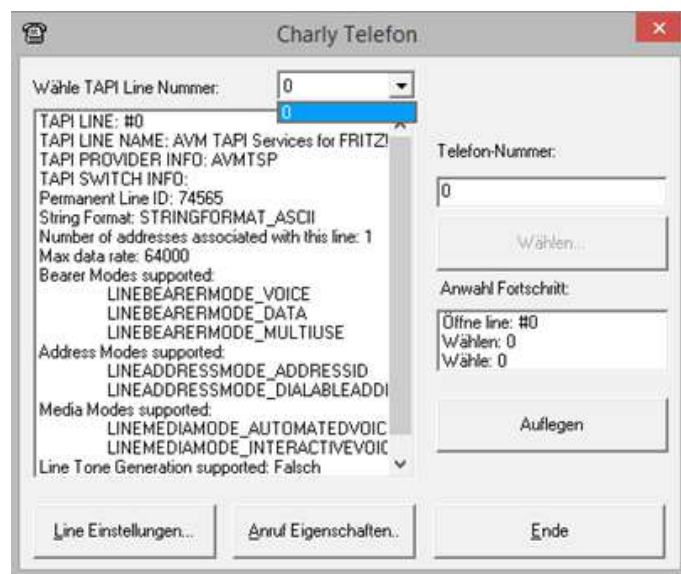 Charly Telefon
Wähle TAPI Line Nummer:
0
0
TAPI LINE: #0
TAPI LINE NAME: AVM TAPI Services for FRITZ!
TAPI PROVIDER INFO: AVMTSP
TAPI SWITCH INFO:
Permanent Line ID: 74565
String Format: STRINGFORMAT_ASCII
Number of addresses associated with this line: 1
Max data rate: 64000
Bearer Modes supported:
LINEBEARERMODE_VOICE
LINEBEARERMODE_DATA
LINEBEARERMODE_MULTIUSE
Address Modes supported:
LINEADDRESSMODE_ADDRESSID
LINEADDRESSMODE_DIALABLEADDI
Media Modes supported:
LINEMEDIAMODE_AUTOMATEDVOIC
LINEMEDIAMODE_INTERACTIVEVOIC
Line Tone Generation supported: Falsch
Telefon-Nummer:
0
Wählen...
Anwahl Fortschritt:
Öffne line: #0
Wählen: 0
Wähle: 0
Auflegen
Line Einstellungen...
Anruf Eigenschaften..
Ende